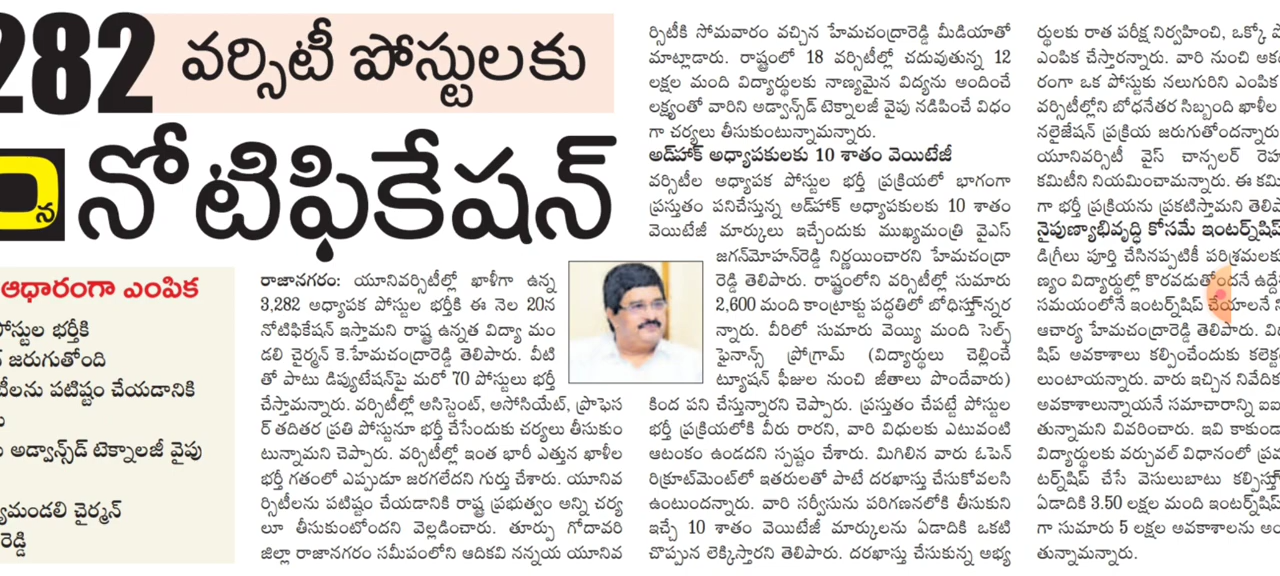 282 వర్సిటీ పోస్టులకు
న నోటిఫికేషన్
ఆధారంగా ఎంపిక
పోస్టుల భర్తీకి
జరుగుతోంది
టీలను పటిష్టం చేయడానికి
అడ్వాన్స్‌డ్ టెక్నాలజీ వైపు
్యమండలి చైర్మన్
రెడ్డి
రాజానగరం: యూనివర్సిటీల్లో ఖాళీగా ఉన్న
3,282 అధ్యాపక పోస్టుల భర్తీకి ఈ నెల 20న
నోటిఫికేషన్ ఇస్తామని రాష్ట్ర ఉన్నత విద్యా మం
డలి చైర్మన్ కె.హేమచంద్రారెడ్డి తెలిపారు. వీటి
తో పాటు డిప్యుటేషన్‌పై మరో 70 పోస్టులు భర్తీ
చేస్తామన్నారు. వర్సిటీల్లో అసిస్టెంట్, అసోసియేట్, ప్రొఫెస
ర్ తదితర ప్రతి పోస్టునూ భర్తీ చేసేందుకు చర్యలు తీసుకుం
టున్నామని చెప్పారు. వర్సిటీల్లో ఇంత భారీ ఎత్తున ఖాళీల
భర్తీ గతంలో ఎప్పుడూ జరగలేదని గుర్తు చేశారు. యూనివ
ర్సిటీలను పటిష్టం చేయడానికి రాష్ట్ర ప్రభుత్వం అన్ని చర్య
లూ తీసుకుంటోందని వెల్లడించారు. తూర్పు గోదావరి
జిల్లా రాజానగరం సమీపంలోని ఆదికవి నన్నయ యూనివ
ర్సిటీకి సోమవారం వచ్చిన హేమచంద్రారెడ్డి మీడియాతో
మాట్లాడారు. రాష్ట్రంలో 18 వర్సిటీల్లో చదువుతున్న 12
లక్షల మంది విద్యార్థులకు నాణ్యమైన విద్యను అందించే
లక్ష్యంతో వారిని అడ్వాన్స్‌డ్ టెక్నాలజీ వైపు నడిపించే విధం
గా చర్యలు తీసుకుంటున్నామన్నారు.
అడ్‌హాక్ అధ్యాపకులకు 10 శాతం వెయిటేజీ
వర్సిటీల అధ్యాపక పోస్టుల భర్తీ ప్రక్రియలో భాగంగా
ప్రస్తుతం పనిచేస్తున్న అడ్‌హాక్ అధ్యాపకులకు 10 శాతం
వెయిటేజీ మార్కులు ఇచ్చేందుకు ముఖ్యమంత్రి వైఎస్
జగన్‌మోహన్‌రెడ్డి నిర్ణయించారని హేమచంద్రా
రెడ్డి తెలిపారు. రాష్ట్రంలోని వర్సిటీల్లో సుమారు
2,600 మంది కాంట్రాక్టు పద్ధతిలో బోధిస్తోన్నర
న్నారు. వీరిలో సుమారు వెయ్యి మంది సెల్ఫ్
ఫైనాన్స్ ప్రోగ్రామ్ (విద్యార్థులు చెల్లించే
ట్యూషన్ ఫీజుల నుంచి జీతాలు పొందేవారు)
కింద పని చేస్తున్నారని చెప్పారు. ప్రస్తుతం చేపట్టే పోస్టుల
భర్తీ ప్రక్రియలోకి వీరు రారని, వారి విధులకు ఎటువంటి
ఆటంకం ఉండదని స్పష్టం చేశారు. మిగిలిన వారు ఓపెన్
రిక్రూట్‌మెంట్‌లో ఇతరులతో పాటే దరఖాస్తు చేసుకోవలసి
ఉంటుందన్నారు. వారి సర్వీసును పరిగణనలోకి తీసుకుని
ఇచ్చే 10 శాతం వెయిటేజీ మార్కులను ఏడాదికి ఒకటి
చొప్పున లెక్కిస్తారని తెలిపారు. దరఖాస్తు చేసుకున్న అభ్య
ర్థులకు రాత పరీక్ష నిర్వహించి, ఒక్కో
ఎంపిక చేస్తారన్నారు. వారి నుంచి
రంగా ఒక పోస్టుకు నలుగురిని ఎంపిక
వర్సిటీల్లోని బోధనేతర సిబ్బంది ఖాళీల
నలైజేషన్ ప్రక్రియ జరుగుతోందన్నారు
యూనివర్సిటీ వైస్ చాన్సలర్
కమిటీని నియమించామన్నారు. ఈ
గా భర్తీ ప్రక్రియను ప్రకటిస్తామని
నైపుణ్యాభివృద్ధి కోసమే ఇంటర్న్‌షిప్
డిగ్రీలు పూర్తి చేసినప్పటికీ పరిశ్రమలకు
ణ్యం విద్యార్థుల్లో కొరవడుతోందనే
సమయంలోనే ఇంటర్న్‌షిప్ చేయాలనే
ఆచార్య హేమచంద్రారెడ్డి తెలిపారు.
షిప్ అవకాశాలు కల్పించేందుకు
లుంటాయన్నారు. వారు ఇచ్చిన
అవకాశాలున్నాయనే సమాచారాన్ని
తున్నామని వివరించారు. ఇవి కాకుండా
విద్యార్థులకు వర్చువల్ విధానంలో
టర్న్‌షిప్ చేసే వెసులుబాటు
ఏడాదికి 3.50 లక్షల మంది
గా సుమారు 5 లక్షల అవకాశాలను
తున్నామన్నారు.